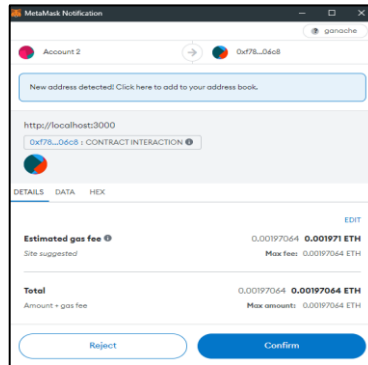 MetaMask Notification
ganache
Account 2 0xf78...06c8
New address detected! Click here to add to your address book.
http://localhost:3000
0xf78...06c8 : CONTRACT INTERACTION
DETAILS DATA HEX
EDIT
Estimated gas fee 0.00197064 0.001971 ETH
Site suggested Max fee: 0.00197064 ETH
Total 0.00197064 0.00197064 ETH
Amount + gas fee Max amount: 0.00197064 ETH
Reject Confirm